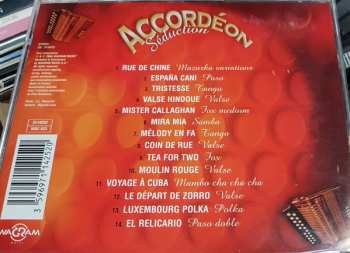 ACCORDÉON
Séduction
RUE DE CHINE Mazurka variations
1 ESPAÑA CANI Paso
2 TRISTESSE Tango
4 VALSE HINDOUE Valse
5 MISTER CALLAGHAN Fox medium
6 MIRA MIA Samba
7 MÉLODY EN FA Tango
8 COIN DE RUE Valse
9 TEA FOR TWO Fox
10 MOULIN ROUGE Valse
11 VOYAGE À CUBA Mambo cha cha cha
12 LE DÉPART DE ZORRO Valse
13 LUXEMBOURG POLKA Polka
14 EL RELICARIO Paso doble
3 596971 142520
WAGRAM
MUSIC